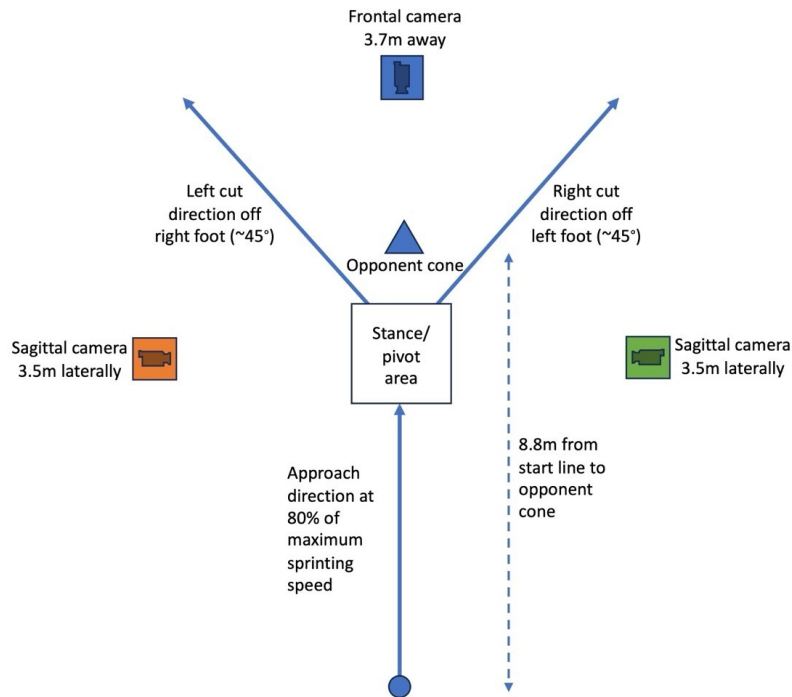 Frontal camera
3.7m away
Left cut
direction off
right foot (~45°)
Right cut
direction off
left foot (~45°)
Opponent cone
Sagittal camera
3.5m laterally
Stance/
pivot
area
Sagittal camera
3.5m laterally
Approach
direction at
80% of
maximum
sprinting
speed
8.8m from
start line to
opponent
cone